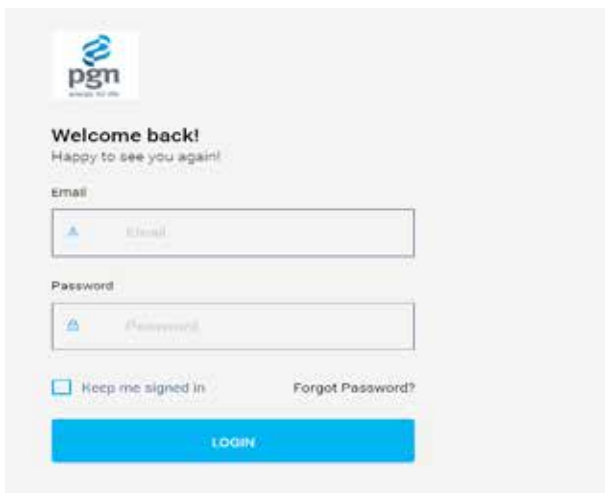 pgn
Welcome back!
Happy to see you again!
Email
Email
Password
Password
Keep me signed in
Forgot Password?
LOGIN